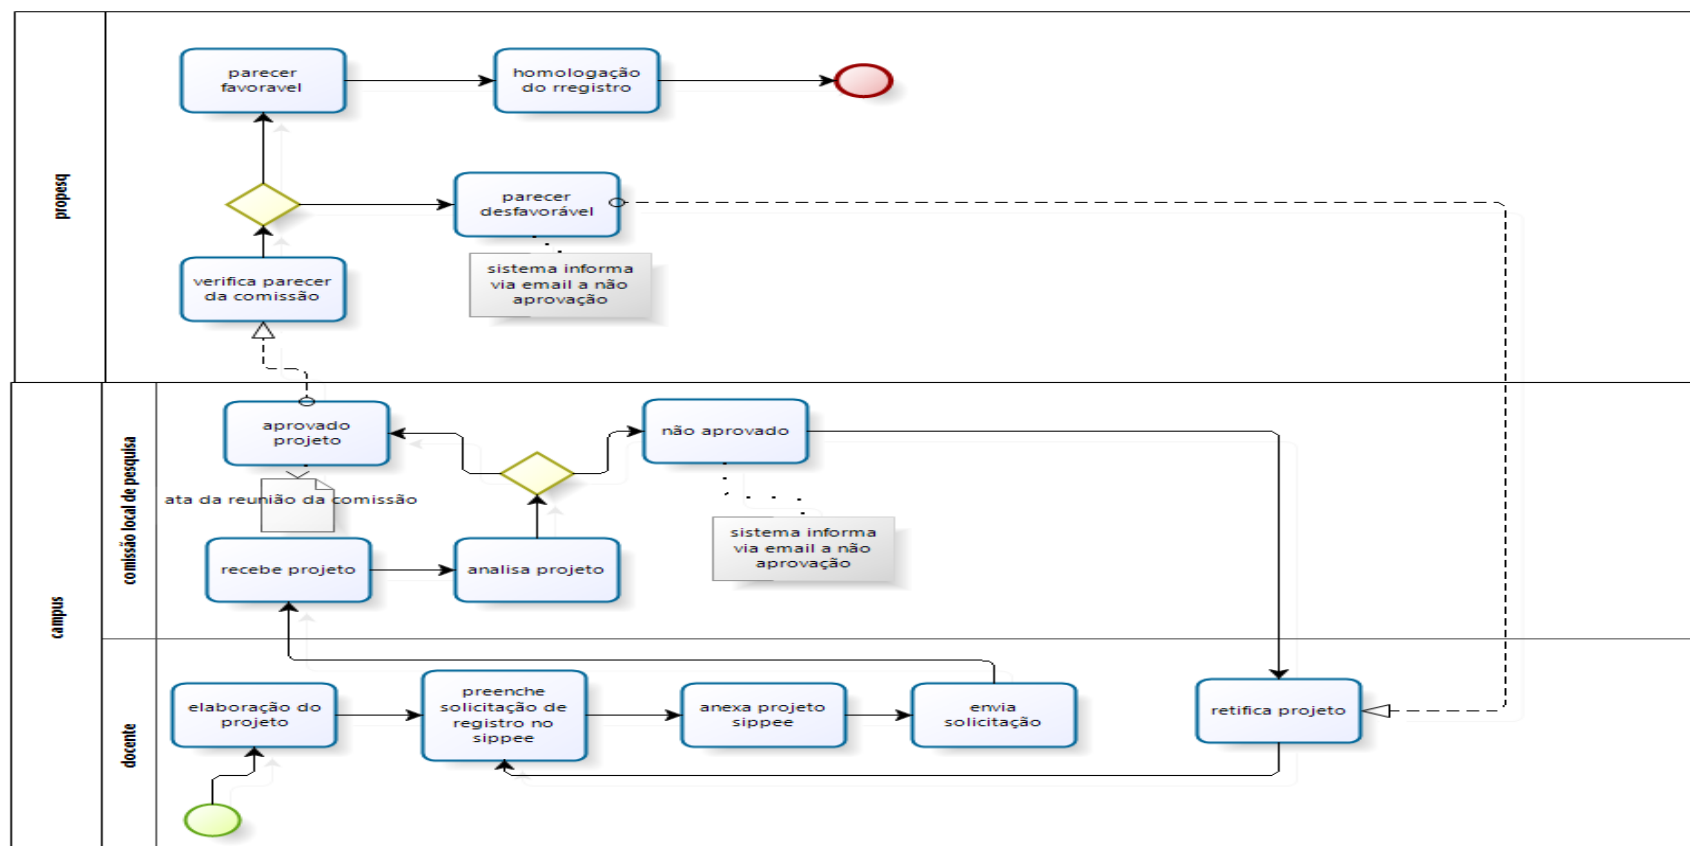 propesq
parecer
favoravel
homologação
do rregistro
parecer
desfavorável
sistema informa
via email a não
aprovação
verifica parecer
da comissão
campus
comissão local de pesquisa
aprovado
projeto
não aprovado
ata da reunião da comissão
sistema informa
via email a não
aprovação
recebe projeto
analisa projeto
docente
elaboração do
projeto
preenche
solicitação de
registro no
sippee
anexa projeto
sippee
envia
solicitação
retifica projeto